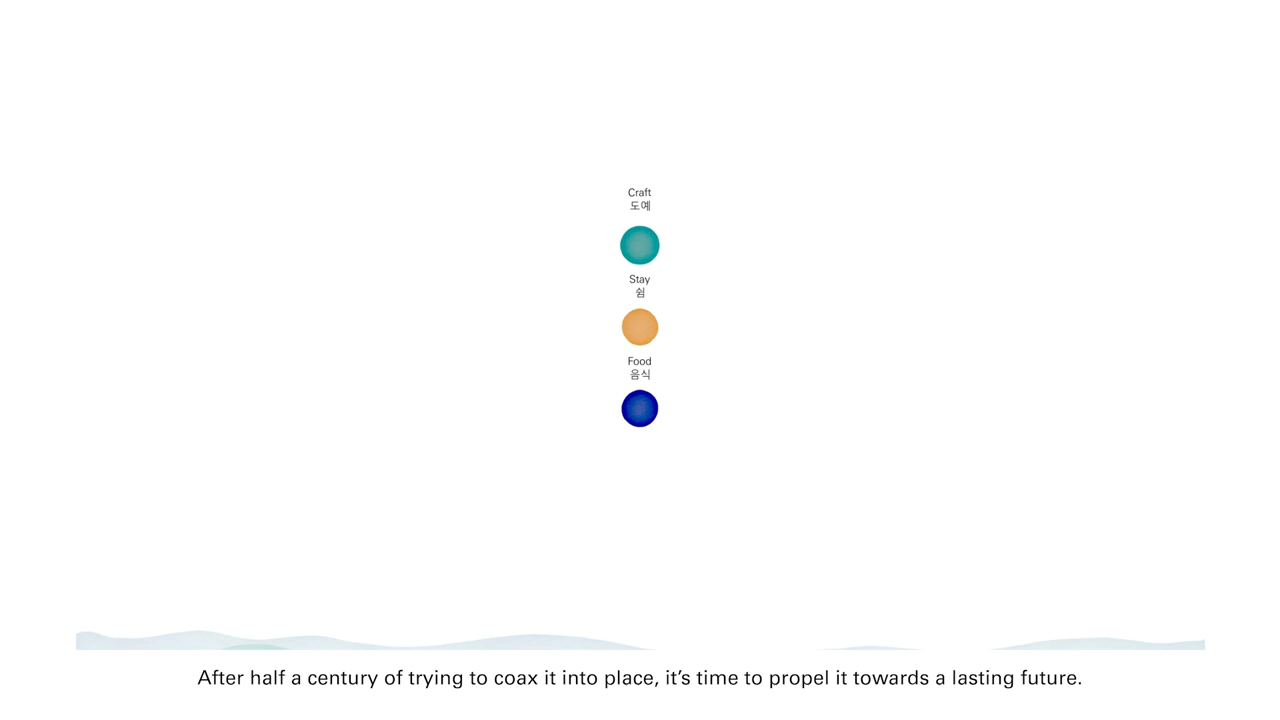 Craft
도예
Stay
쉼
Food
음식
After half a century of trying to coax it into place, it’s time to propel it towards a lasting future.